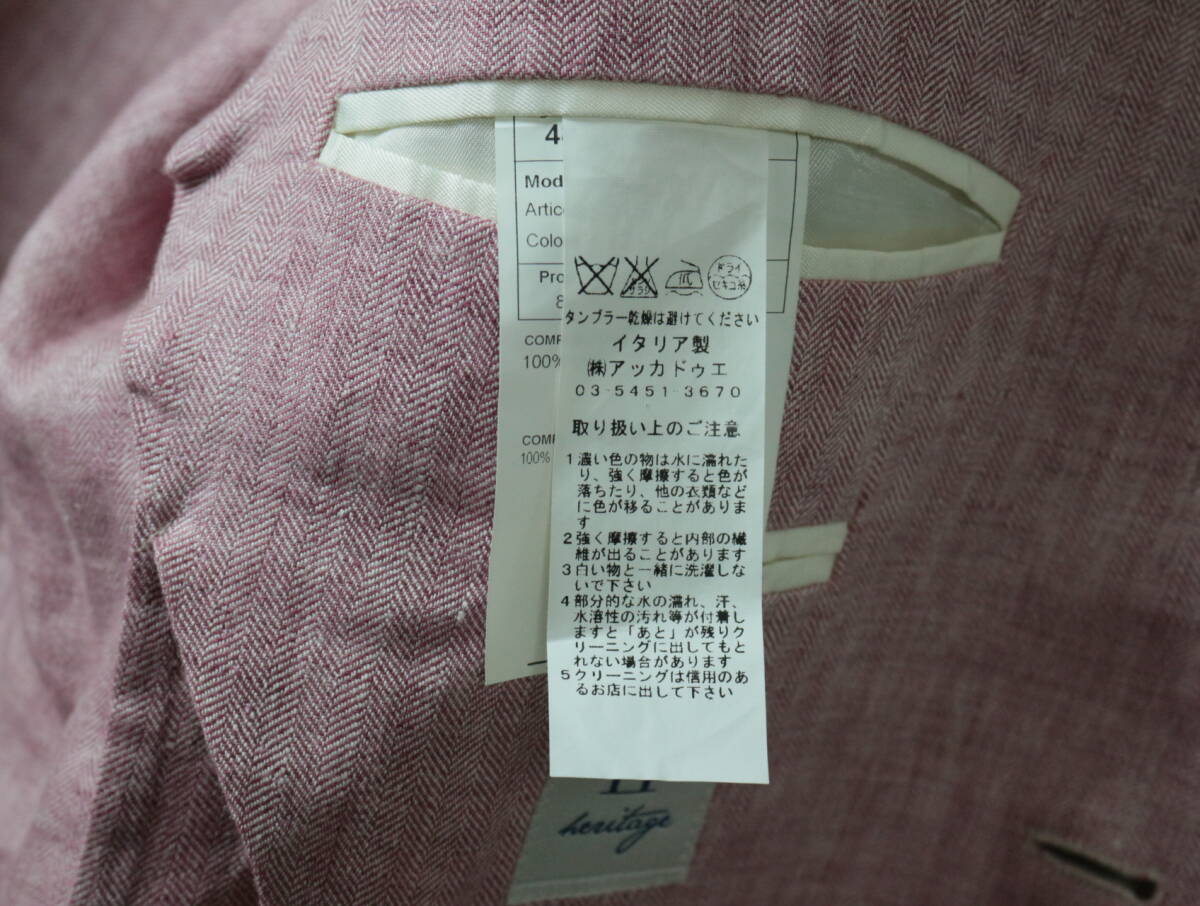 Mod
Artic
Colo
Pro
COMP
100%
COMP
100%
サラシ
ドライ
セキユ系
タンブラー乾燥は避けてください
イタリア製
㈱アッカドゥエ
03-5451-3670
取り扱い上のご注意
1濃い色の物は水に濡れた
り、強く摩擦すると色が
落ちたり、他の衣類など
に色が移ることがありま
す
2強く摩擦すると内部の繊
維が出ることがあります
3白い物と一緒に洗濯しな
いで下さい
4部分的な水の濡れ、汗、
水溶性の汚れ等が付着し
ますと「あと」が残りク
リーニングに出してもと
れない場合があります
5クリーニングは信用のあ
るお店に出して下さい
heritage